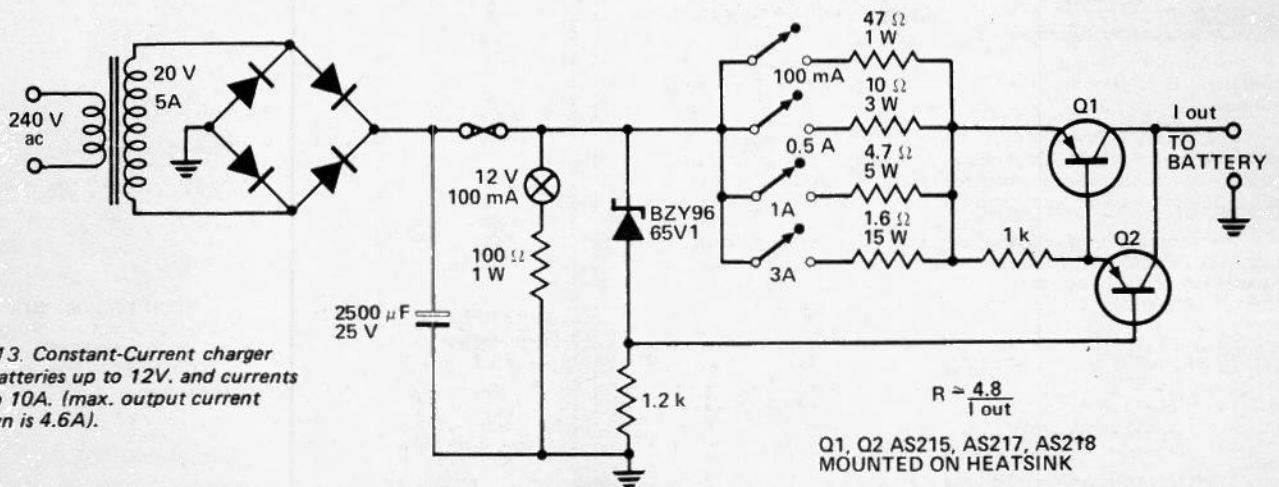 240 V
ac
20 V
5A
2500 µF
25 V
12 V
100 mA
100 Ω
1 W
BZY96
65V1
1.2 k
100 mA
0.5 A
1A
3A
47 Ω
1 W
10 Ω
3 W
4.7 Ω
5 W
1.6 Ω
15 W
1 k
Q1
Q2
I out
TO
BATTERY
R ≃ 4.8
I out
Q1, Q2 AS215, AS217, AS218
MOUNTED ON HEATSINK
13. Constant-Current charger
batteries up to 12V. and currents
10A. (max. output current
is 4.6A).